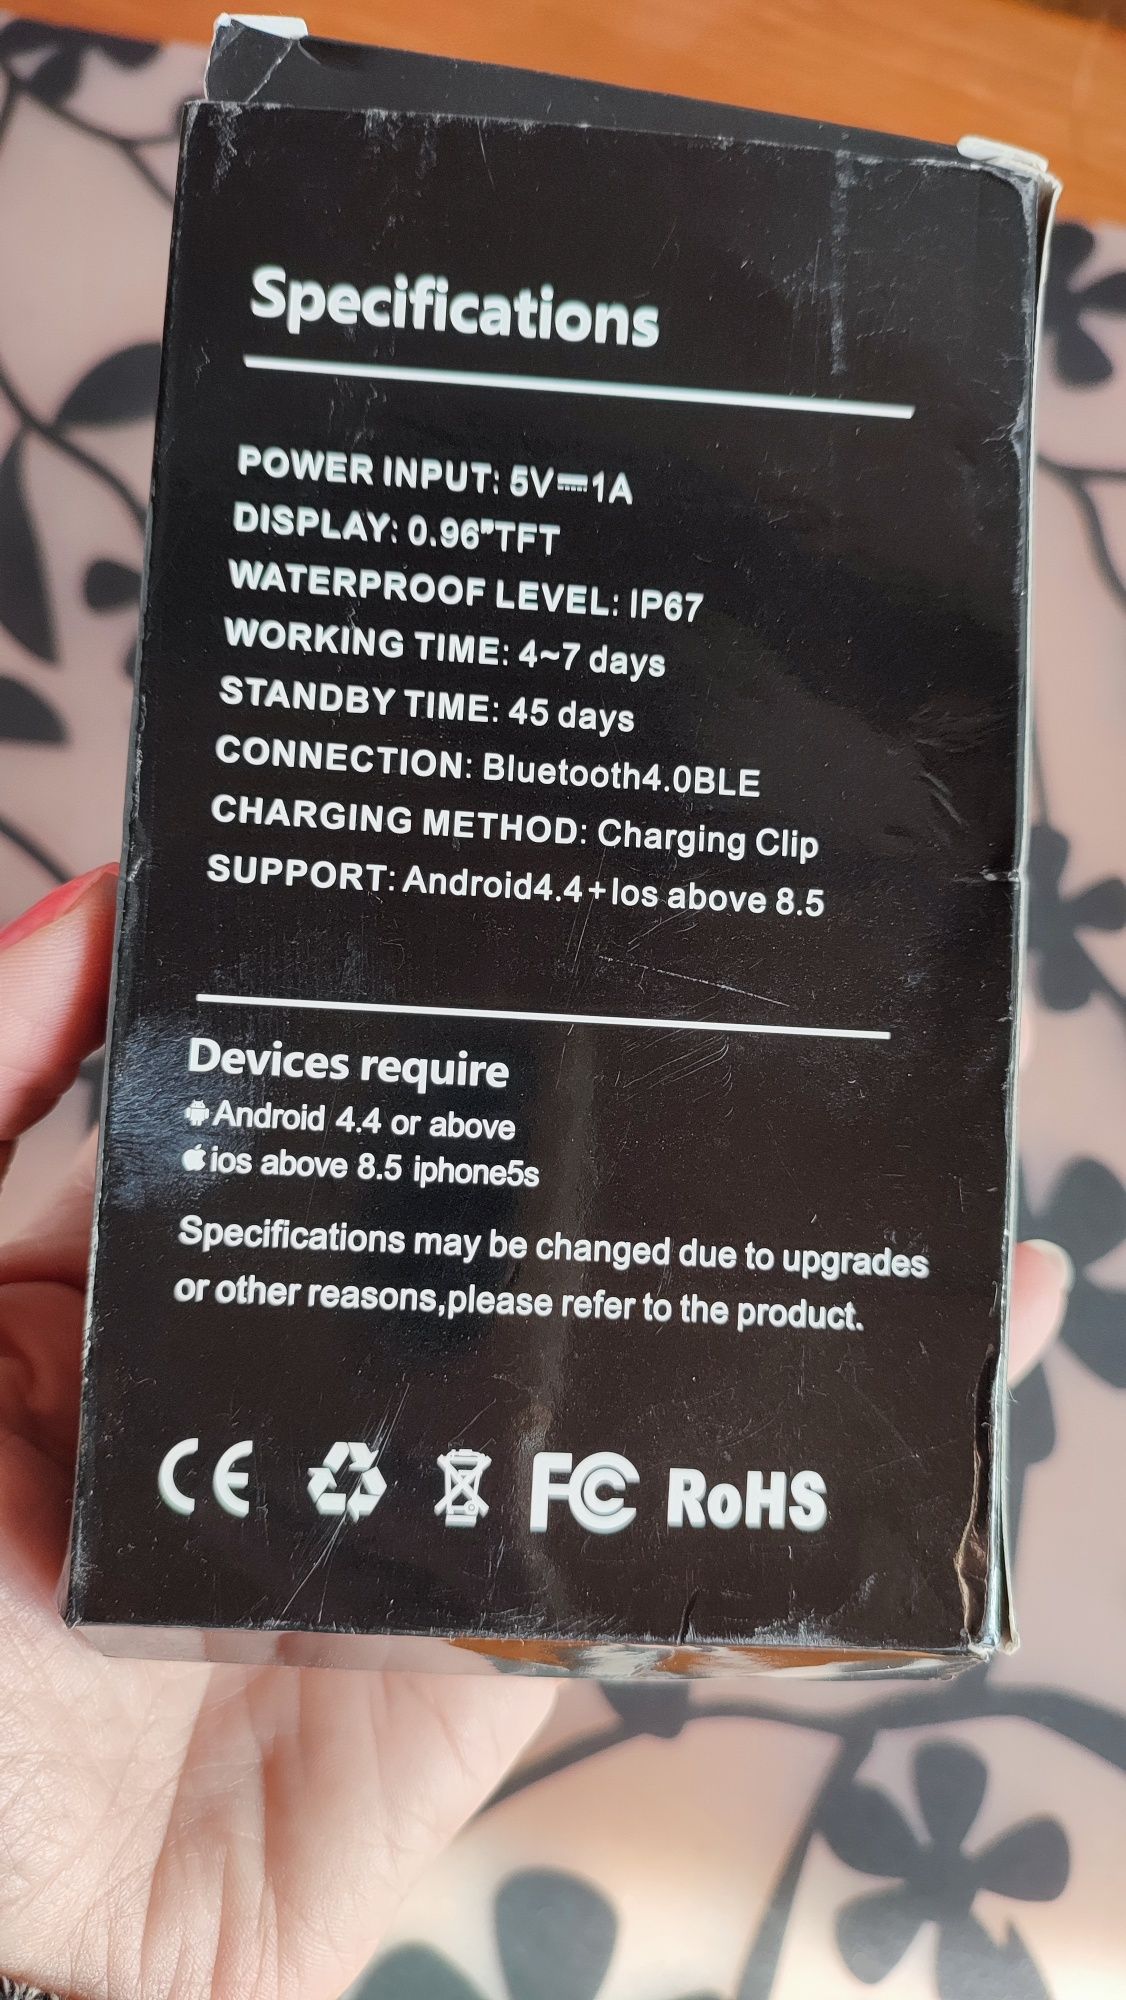 Specifications
POWER INPUT: 5V⎓1A
DISPLAY: 0.96"TFT
WATERPROOF LEVEL: IP67
WORKING TIME: 4~7 days
STANDBY TIME: 45 days
CONNECTION: Bluetooth4.0BLE
CHARGING METHOD: Charging Clip
SUPPORT: Android4.4+Ios above 8.5
Devices require
Android 4.4 or above
ios above 8.5 iphone5s
Specifications may be changed due to upgrades
or other reasons,please refer to the product.
CE FC RoHS